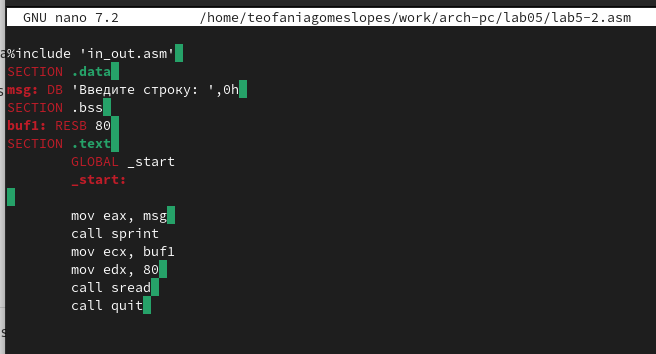 GNU nano 7.2 /home/teofaniagomeslopes/work/arch-pc/lab05/lab5-2.asm
%include 'in_out.asm'
SECTION .data
msg: DB 'Введите строку: ',0h
SECTION .bss
buf1: RESB 80
SECTION .text
GLOBAL _start
_start:
mov eax, msg
call sprint
mov ecx, buf1
mov edx, 80
call sread
call quit